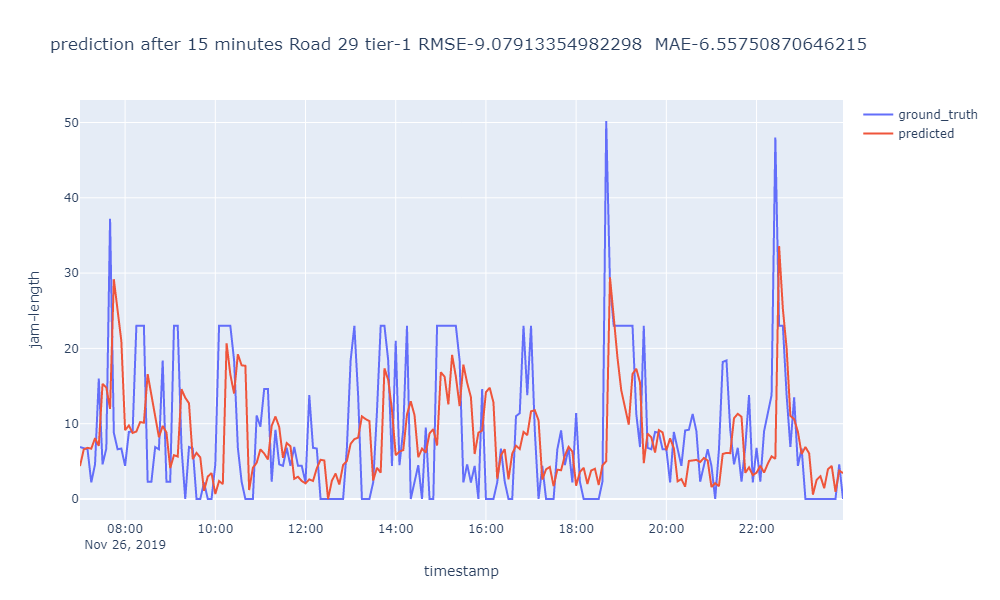 prediction after 15 minutes Road 29 tier-1 RMSE-9.07913354982298  MAE-6.55750870646215
ground_truth
predicted
50
40
30
20
10
0
jam-length
08:00 10:00 12:00 14:00 16:00 18:00 20:00 22:00
Nov 26, 2019
timestamp